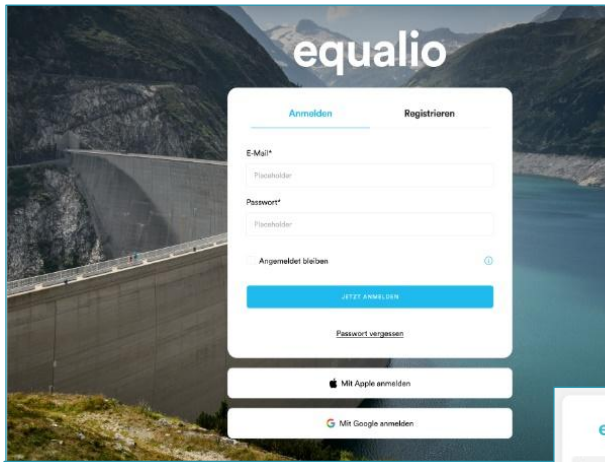 equalio
Anmelden Registrieren
E-Mail*
Placeholder
Passwort*
Placeholder
Angemeldet bleiben
JETZT ANMELDEN
Passwort vergessen
Mit Apple anmelden
Mit Google anmelden
e